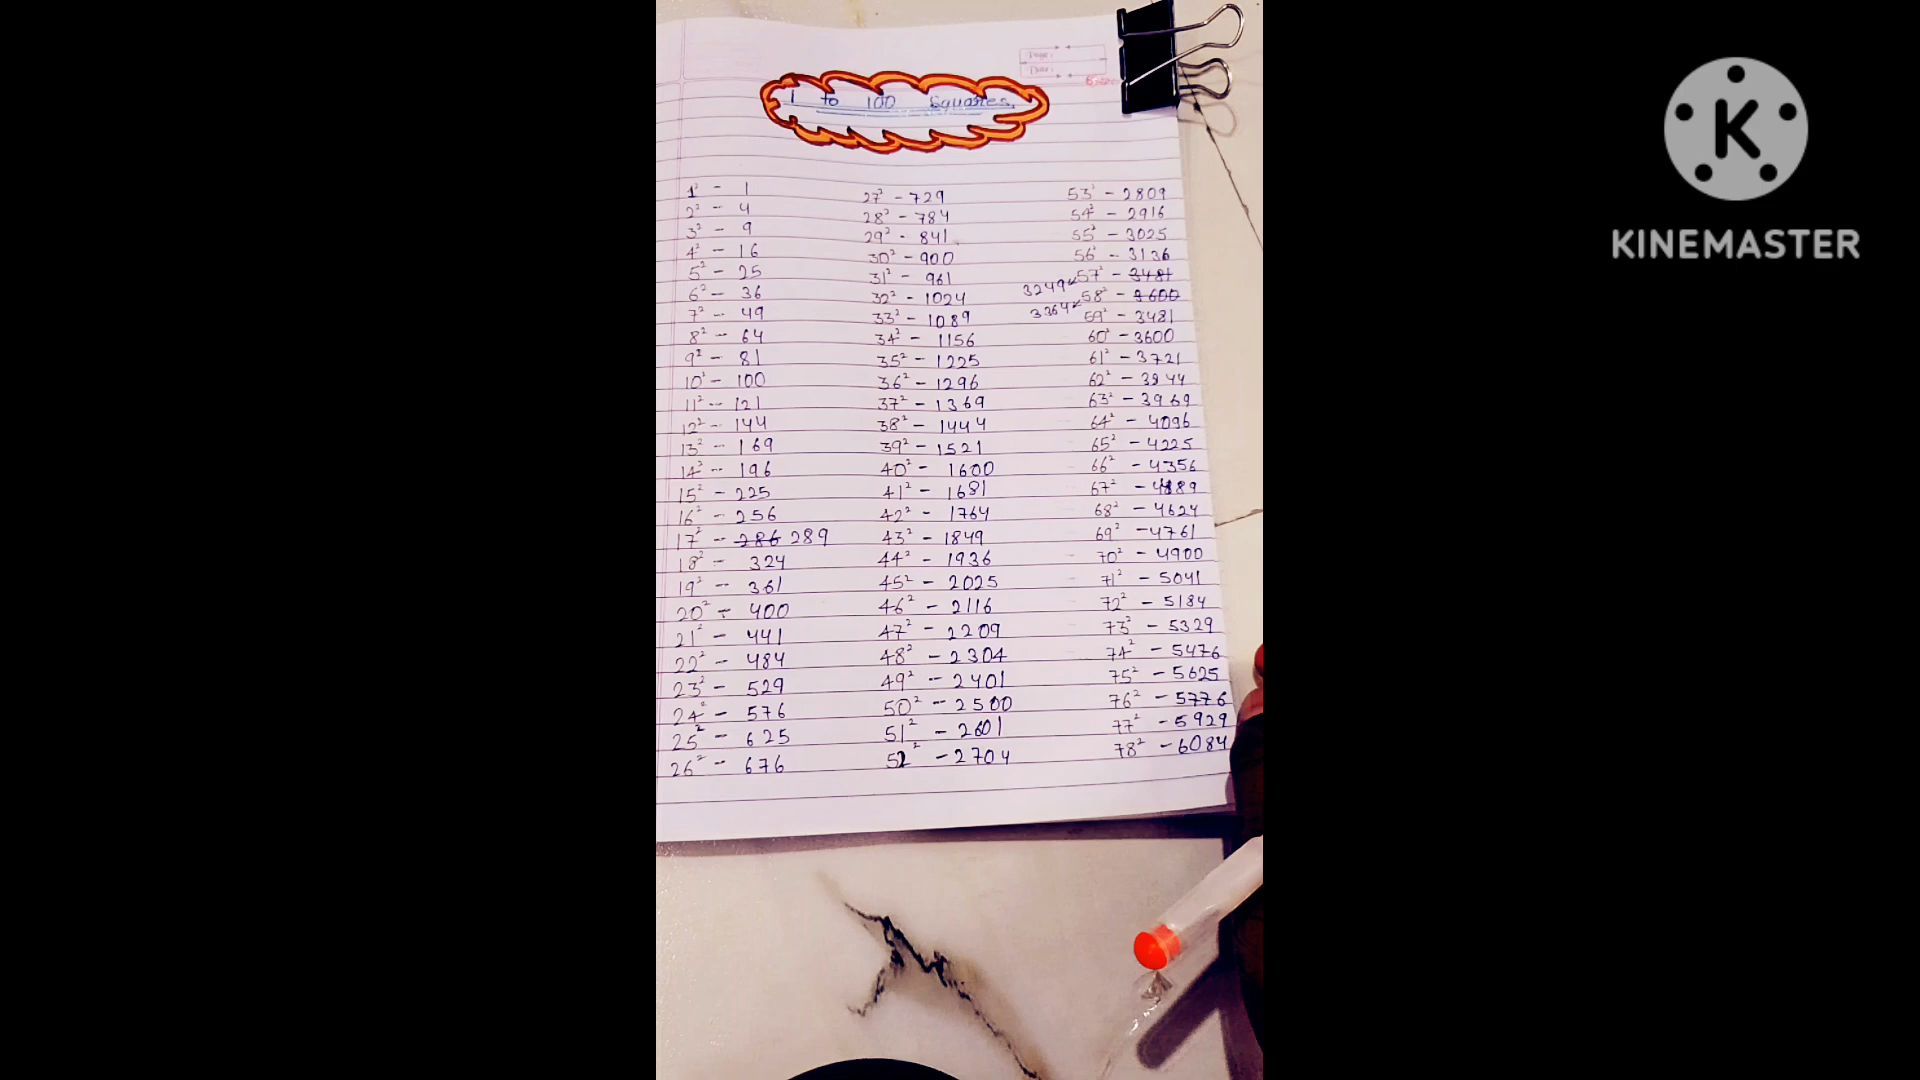 Page:
Date:
1 to 100 Squares.
1² - 1
2² - 4
3² - 9
4² - 16
5² - 25
6² - 36
7² - 49
8² - 64
9² - 81
10² - 100
11² - 121
12² - 144
13² - 169
14² - 196
15² - 225
16² - 256
17² - 286 289
18² - 324
19² - 361
20² - 400
21² - 441
22² - 484
23² - 529
24² - 576
25² - 625
26² - 676
27² - 729
28² - 784
29² - 841
30² - 900
31² - 961
32² - 1024
33² - 1089
34² - 1156
35² - 1225
36² - 1296
37² - 1369
38² - 1444
39² - 1521
40² - 1600
41² - 1681
42² - 1764
43² - 1849
44² - 1936
45² - 2025
46² - 2116
47² - 2209
48² - 2304
49² - 2401
50² - 2500
51² - 2601
52² - 2704
53² - 2809
54² - 2916
55² - 3025
56² - 3136
3249 57² - 3481
3364 58² - 3600
59² - 3481
60² - 3600
61² - 3721
62² - 3944
63² - 3969
64² - 4096
65² - 4225
66² - 4356
67² - 4489
68² - 4624
69² - 4761
70² - 4900
71² - 5041
72² - 5184
73² - 5329
74² - 5476
75² - 5625
76² - 5776
77² - 5929
78² - 6084
K
KINEMASTER